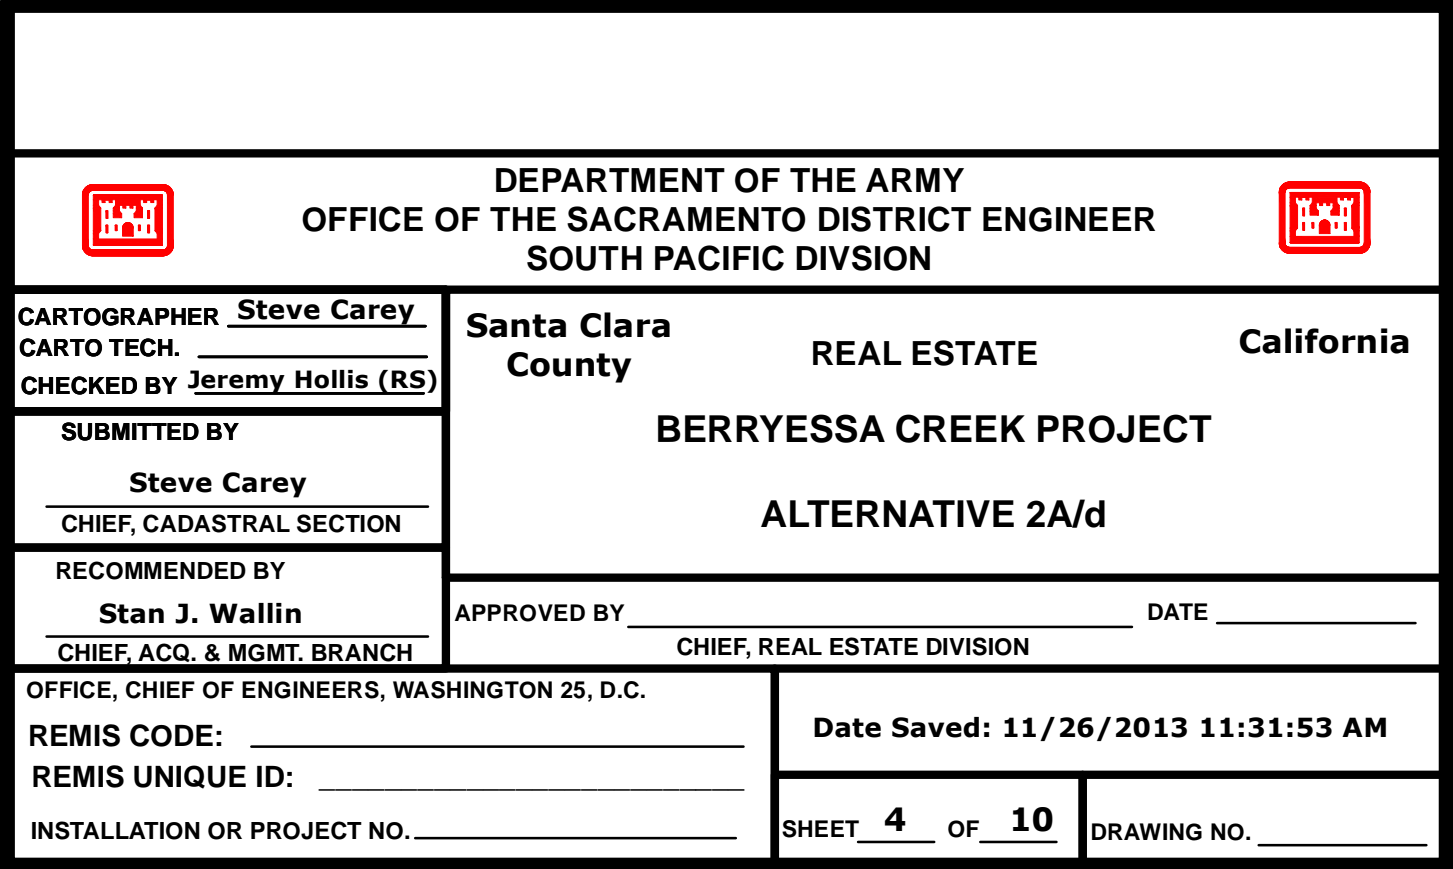 DEPARTMENT OF THE ARMY
OFFICE OF THE SACRAMENTO DISTRICT ENGINEER
SOUTH PACIFIC DIVSION
CARTOGRAPHER Steve Carey
CARTO TECH.
CHECKED BY Jeremy Hollis (RS)
SUBMITTED BY
Steve Carey
CHIEF, CADASTRAL SECTION
RECOMMENDED BY
Stan J. Wallin
CHIEF, ACQ. & MGMT. BRANCH
Santa Clara
County
REAL ESTATE
California
BERRYESSA CREEK PROJECT
ALTERNATIVE 2A/d
APPROVED BY
DATE
CHIEF, REAL ESTATE DIVISION
OFFICE, CHIEF OF ENGINEERS, WASHINGTON 25, D.C.
REMIS CODE:
REMIS UNIQUE ID:
INSTALLATION OR PROJECT NO.
Date Saved: 11/26/2013 11:31:53 AM
SHEET 4 OF 10
DRAWING NO.